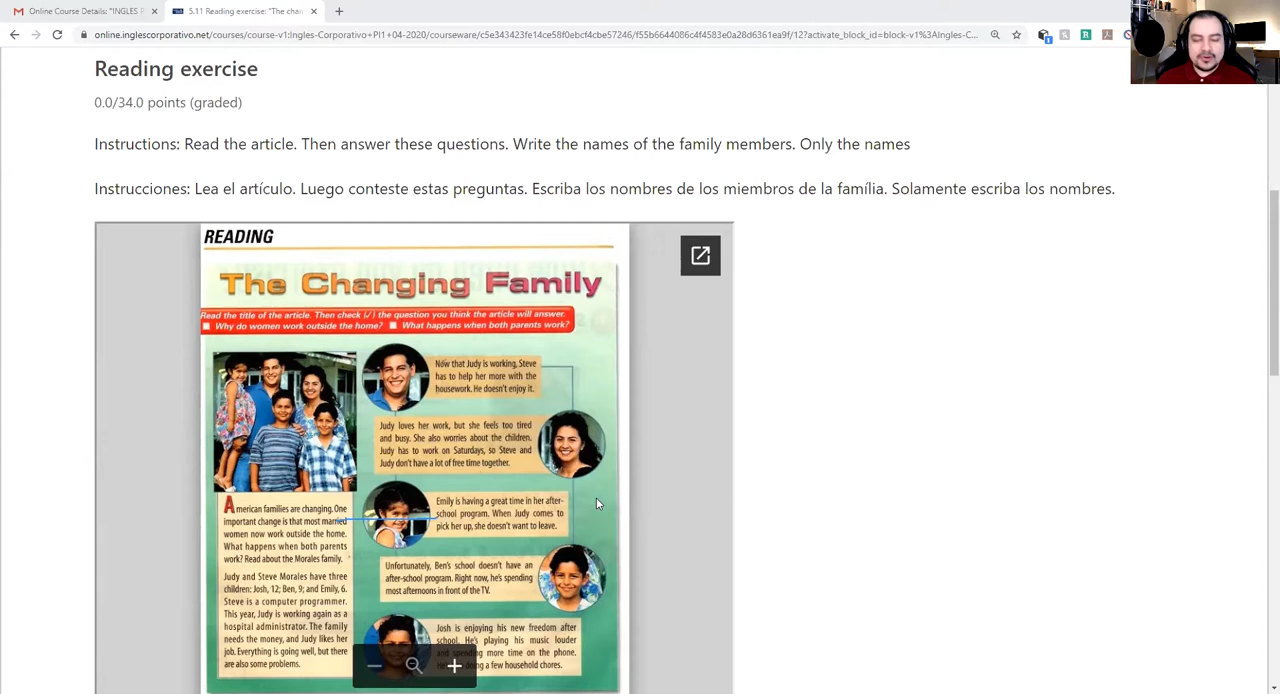 Online Course Details: "INGLES
5.11 Reading exercise: "The chan
online.inglescorporativo.net/courses/course-v1:Ingles-Corporativo+PI1+04-2020/courseware/c5e343423fe14ce58f0ebcf4cbe57246/f55b6644086c4f4583e0a28d6361ea9f/12?activate_block_id=block-v1%3AIngles-C...
Reading exercise
0.0/34.0 points (graded)
Instructions: Read the article. Then answer these questions. Write the names of the family members. Only the names
Instrucciones: Lea el artículo. Luego conteste estas preguntas. Escriba los nombres de los miembros de la família. Solamente escriba los nombres.
READING
The Changing Family
Read the title of the article. Then check (✓) the question you think the article will answer.
Why do women work outside the home? What happens when both parents work?
Now that Judy is working, Steve
has to help her more with the
housework. He doesn't enjoy it.
Judy loves her work, but she feels too tired
and busy. She also worries about the children.
Judy has to work on Saturdays, so Steve and
Judy don't have a lot of free time together.
American families are changing. One
important change is that most married
women now work outside the home.
What happens when both parents
work? Read about the Morales family.
Judy and Steve Morales have three
children: Josh, 12; Ben, 9; and Emily, 6.
Steve is a computer programmer.
This year, Judy is working again as a
hospital administrator. The family
needs the money, and Judy likes her
job. Everything is going well, but there
are also some problems.
Emily is having a great time in her after-
school program. When Judy comes to
pick her up, she doesn't want to leave.
Unfortunately, Ben's school doesn't have an
after-school program. Right now, he's spending
most afternoons in front of the TV.
Josh is enjoying his new freedom after
school. He's playing his music louder
and spending more time on the phone.
doing a few household chores.